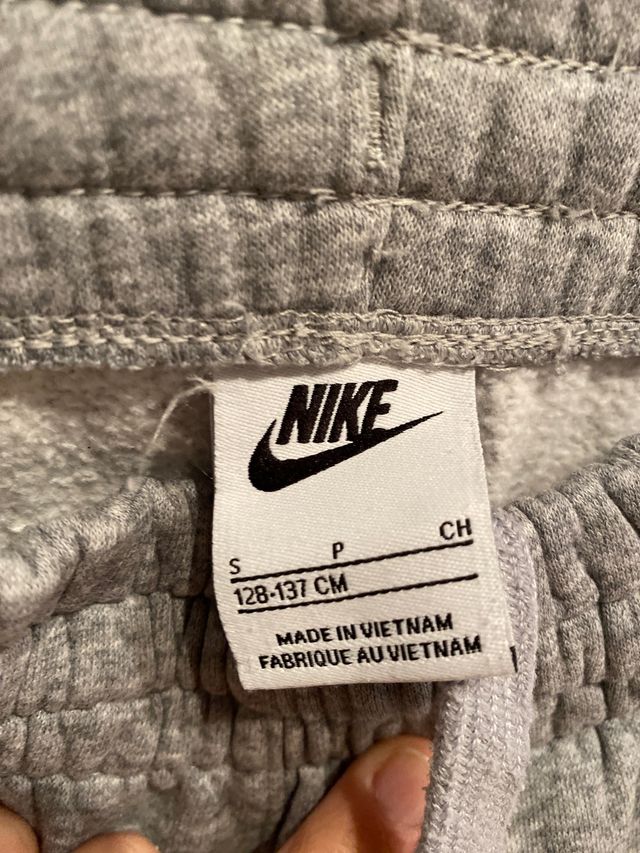 NIKE
S P CH
128-137 CM
MADE IN VIETNAM
FABRIQUE AU VIETNAM